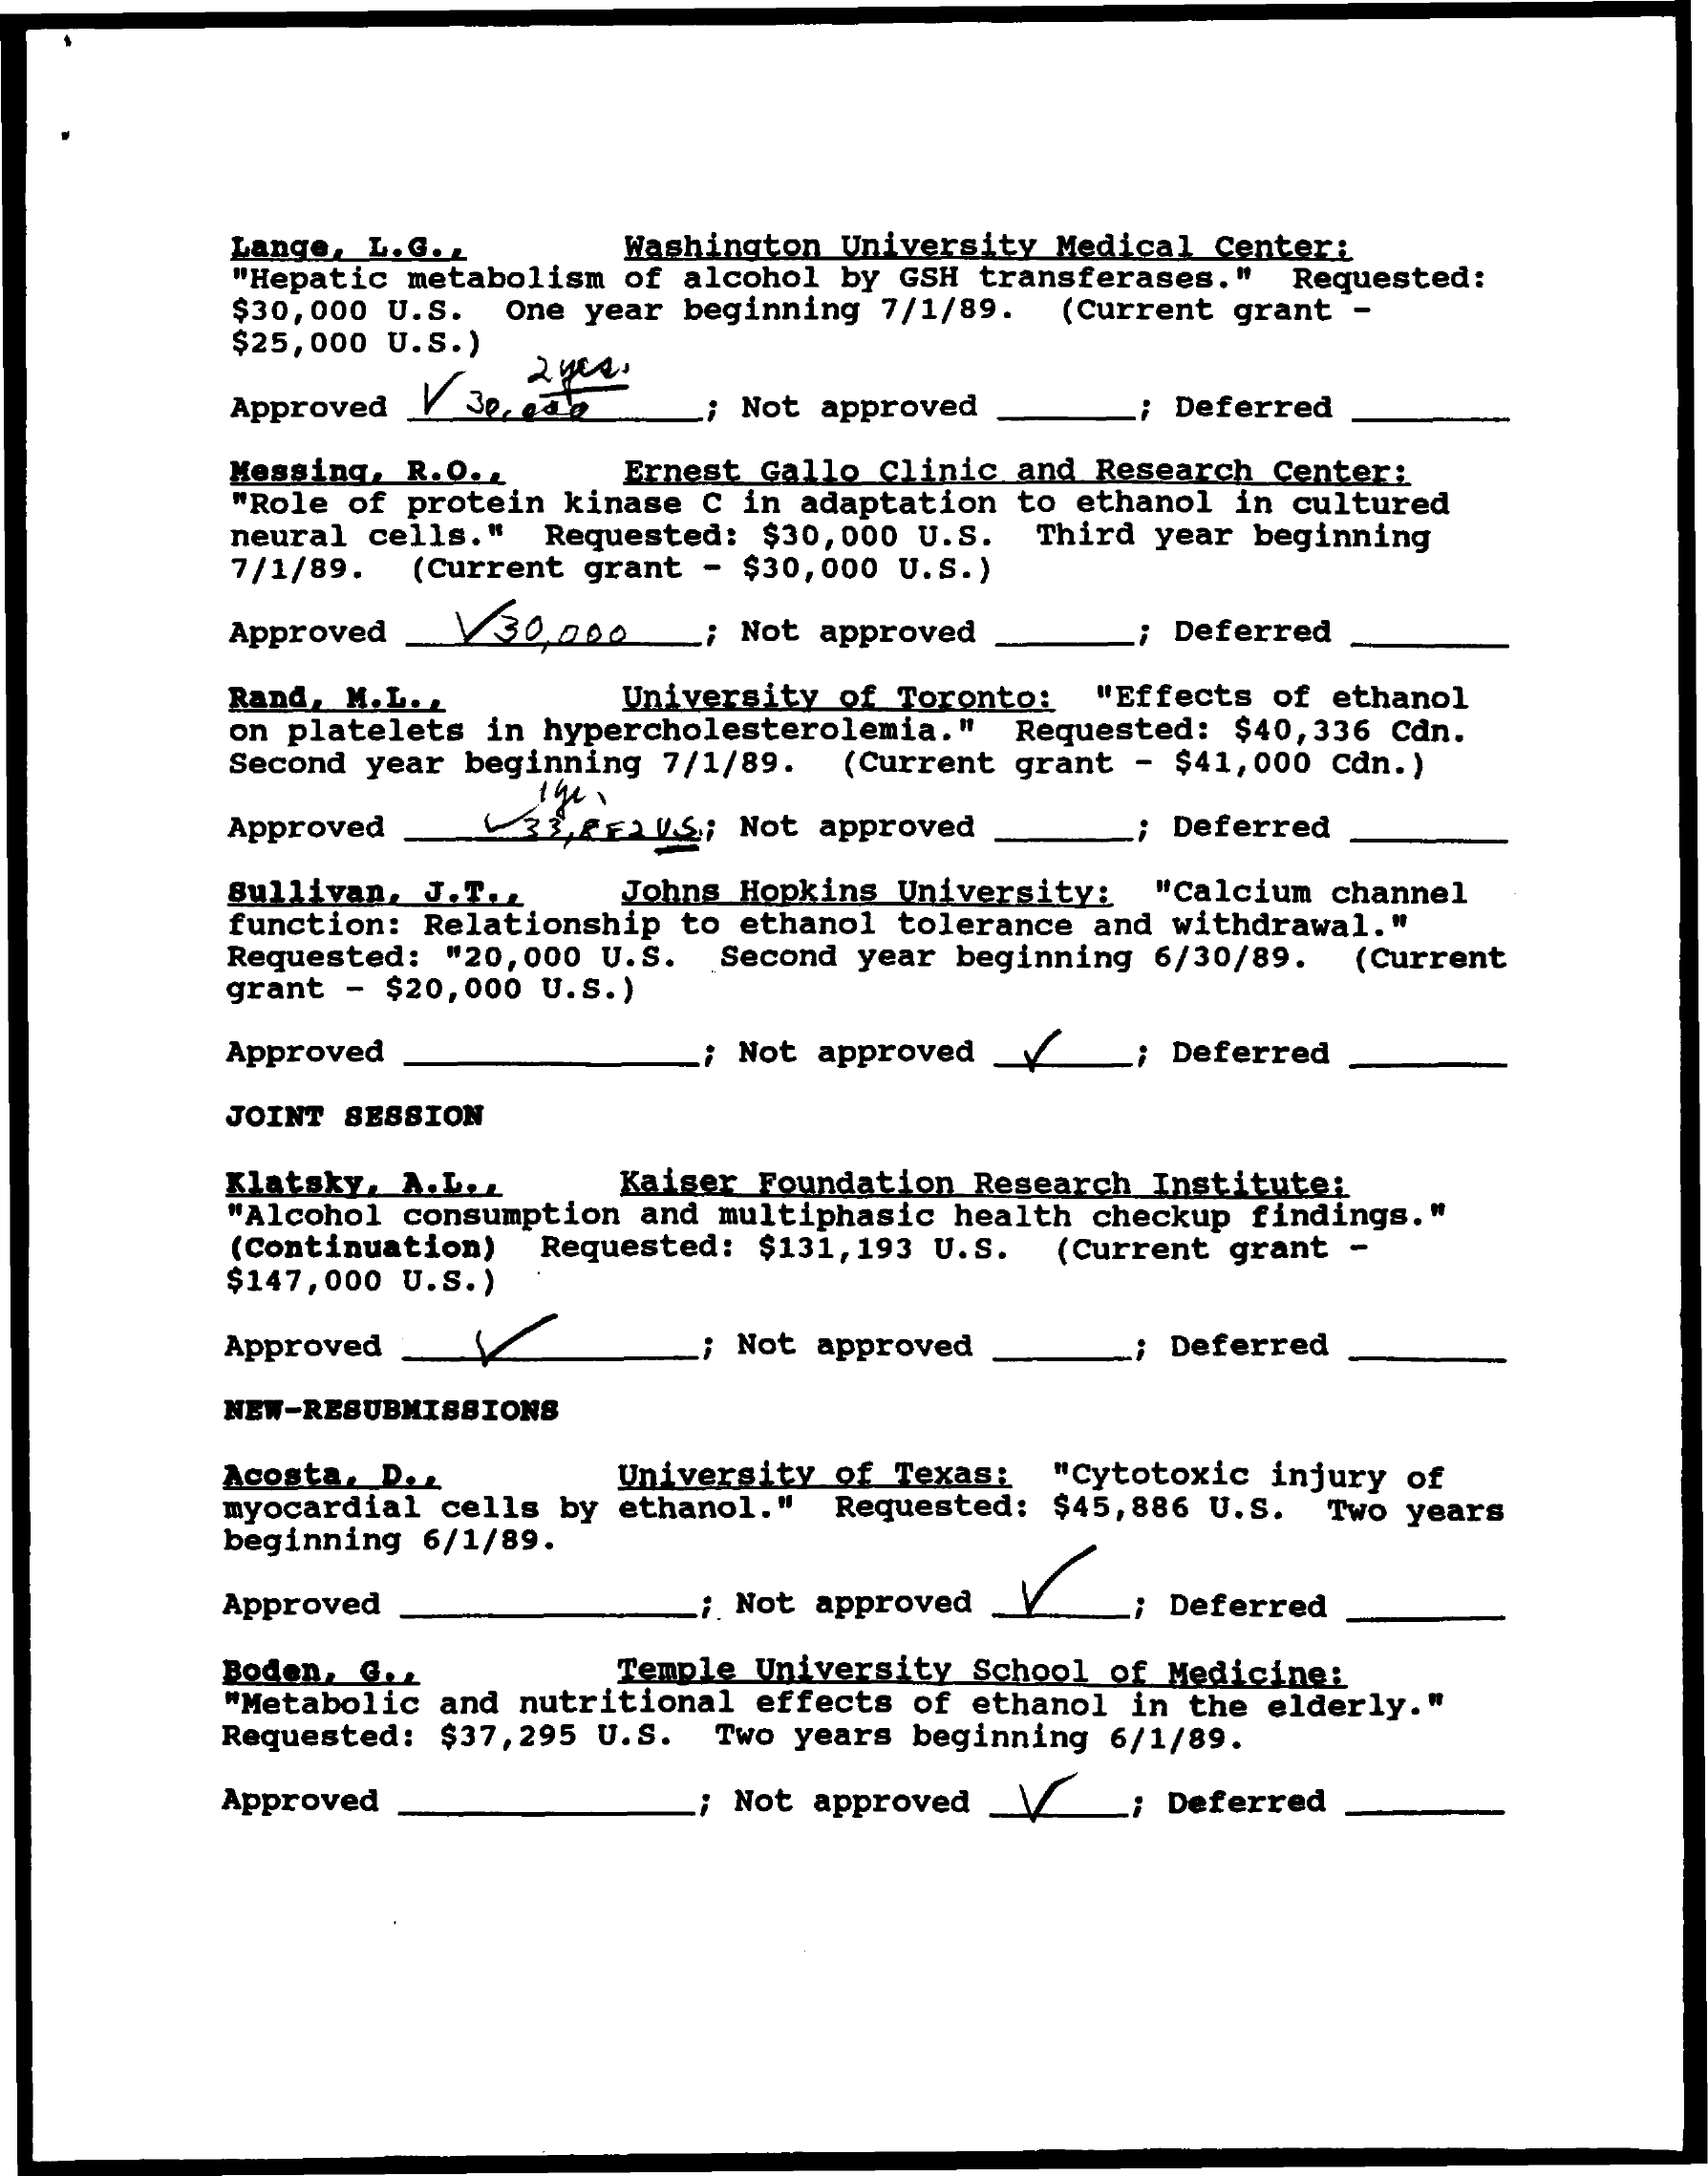 Lange, L.G., Washington University Medical Center:
"Hepatic metabolism of alcohol by GSH transferases." Requested:
$30,000 U.S. One year beginning 7/1/89. (Current grant -
$25,000 U.S.)
2 yrs.
Approved √ 30,000 ; Not approved ______; Deferred ______
Messing, R.O., Ernest Gallo Clinic and Research Center:
"Role of protein kinase C in adaptation to ethanol in cultured
neural cells." Requested: $30,000 U.S. Third year beginning
7/1/89. (Current grant - $30,000 U.S.)
Approved √ 30,000 ; Not approved ______; Deferred ______
Rand, M.L., University of Toronto: "Effects of ethanol
on platelets in hypercholesterolemia." Requested: $40,336 Cdn.
Second year beginning 7/1/89. (Current grant - $41,000 Cdn.)
1 yr.
Approved √ U.S.; Not approved ______; Deferred ______
Sullivan, J.T., Johns Hopkins University: "Calcium channel
function: Relationship to ethanol tolerance and withdrawal."
Requested: "20,000 U.S. Second year beginning 6/30/89. (Current
grant - $20,000 U.S.)
Approved ______; Not approved √ ; Deferred ______
JOINT SESSION
Klatsky, A.L., Kaiser Foundation Research Institute:
"Alcohol consumption and multiphasic health checkup findings."
(Continuation) Requested: $131,193 U.S. (Current grant -
$147,000 U.S.)
Approved √ ; Not approved ______; Deferred ______
NEW-RESUBMISSIONS
Acosta, D., University of Texas: "Cytotoxic injury of
myocardial cells by ethanol." Requested: $45,886 U.S. Two years
beginning 6/1/89.
Approved ______; Not approved √ ; Deferred ______
Boden, G., Temple University School of Medicine:
"Metabolic and nutritional effects of ethanol in the elderly."
Requested: $37,295 U.S. Two years beginning 6/1/89.
Approved ______; Not approved √ ; Deferred ______